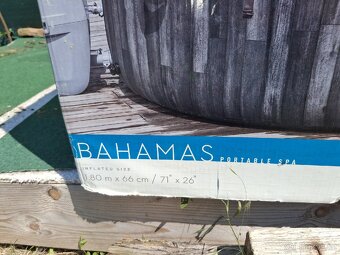 BAHAMAS PORTABLE SPA
INFLATED SIZE
1.80 m x 66 cm / 71" x 26"